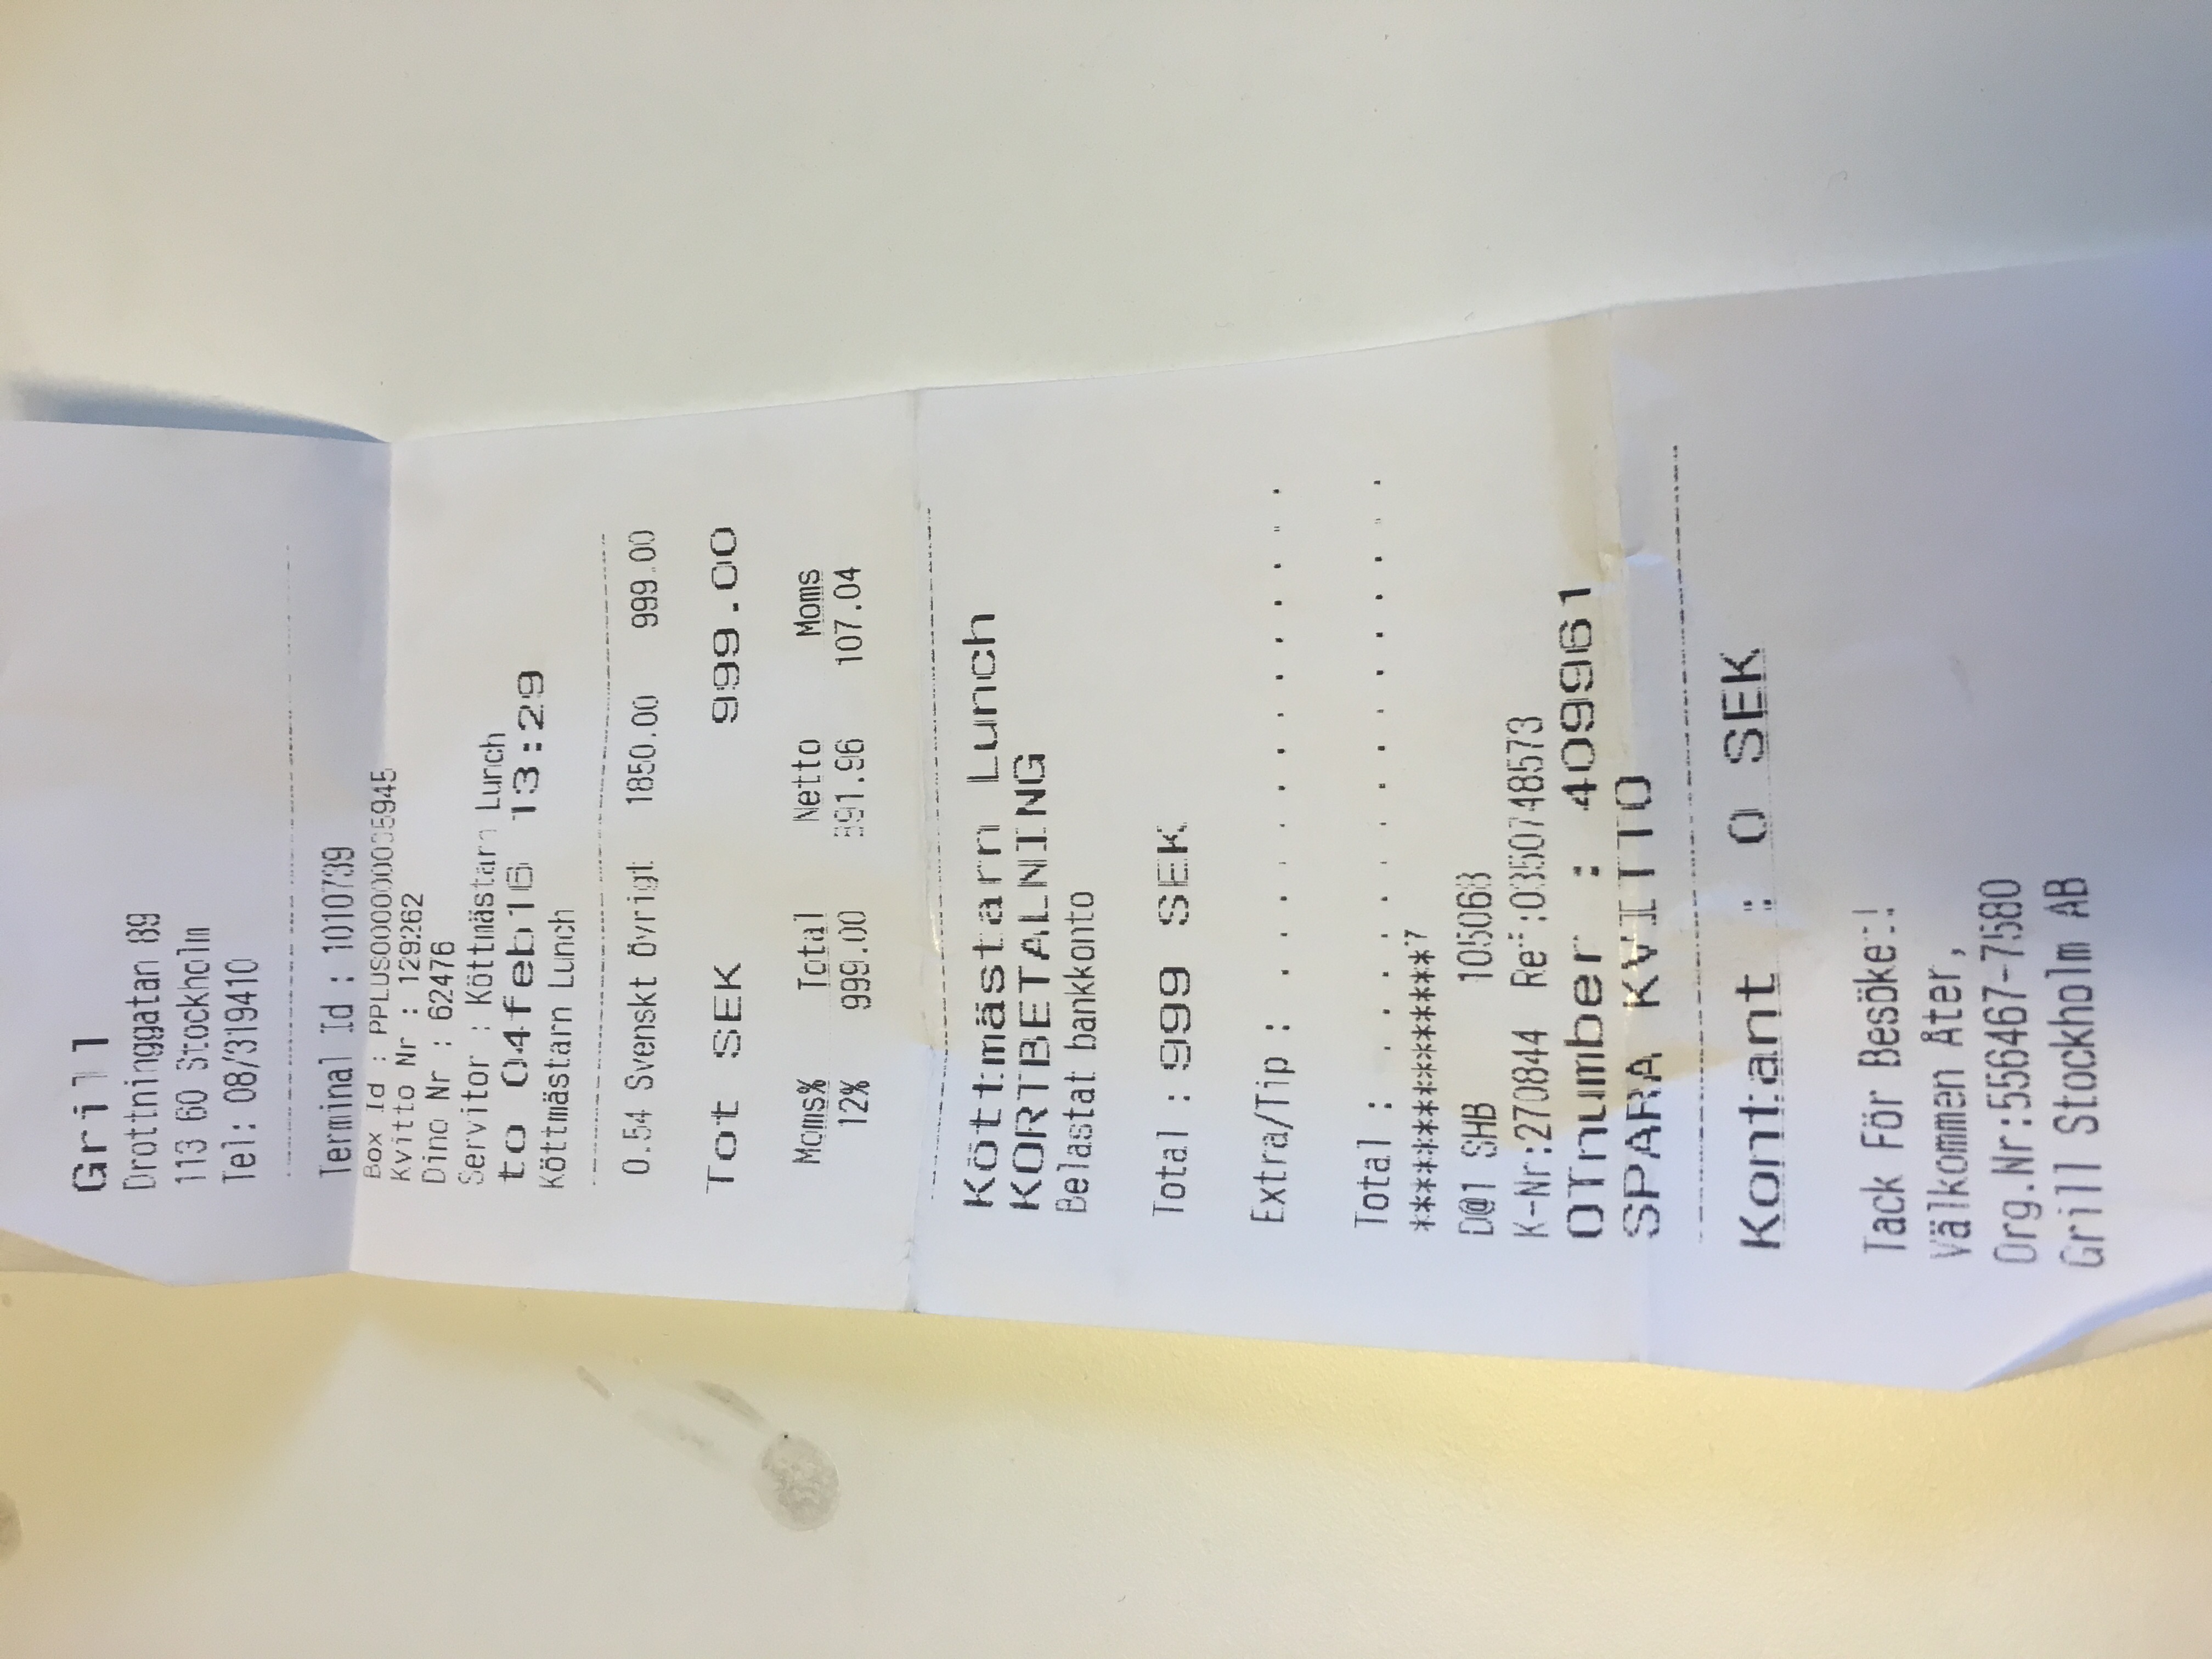 Grill
Drottninggatan 89
113 60 Stockholm
Tel: 08/319410
Terminal Id : 1010739
Box Id :
Kvitto Nr : 129262
Dino Nr : 62476
Servitor : Köttmästarn Lunch
to 04feb16 13:29
Köttmästarn Lunch
0.54 Svenskt övrigt 1850.00 999.00
Tot SEK 999.00
Moms% Total Netto Moms
12% 999.00 891.96 107.04
Köttmästarn Lunch
KORTBETALNING
Belastat bankkonto
Total : 999 SEK
Extra/Tip : . . . . . . . . . . . . . .
Total : . . . . . . . . . . . . . . . .
***************7
D@1 SHB 105068
K-Nr:270844 Ref:0350748573
OTnumber : 409961
SPARA KVITTO
Kontant : 0 SEK
Tack För Besöket!
Välkommen Åter,
Org.Nr:556467-7580
Grill Stockholm AB